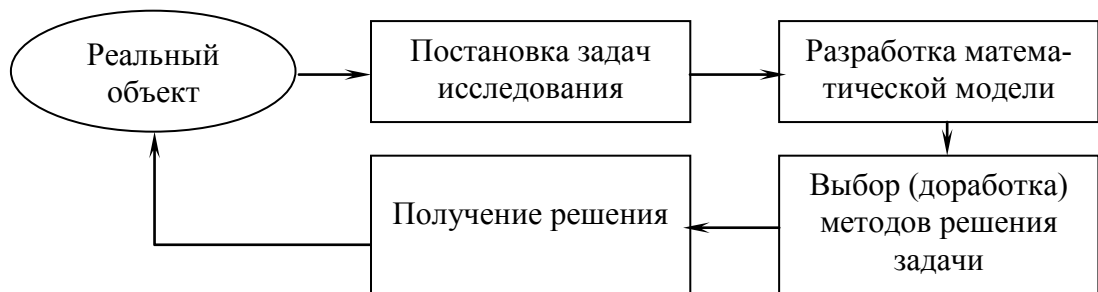 Реальный
объект
Постановка задач
исследования
Разработка матема-
тической модели
Выбор (доработка)
методов решения
задачи
Получение решения